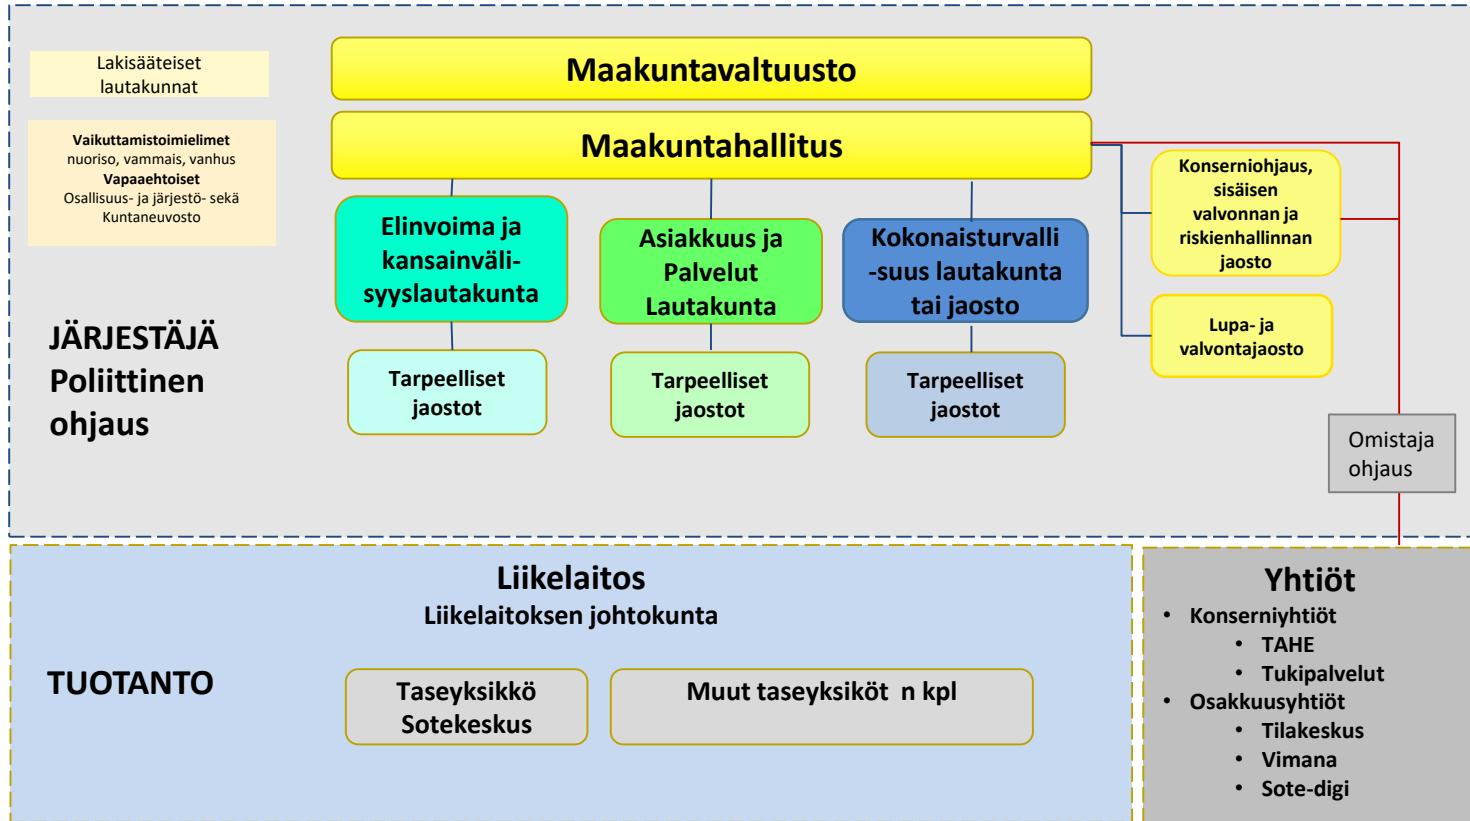 Lakisääteiset
lautakunnat
Maakuntavaltuusto
Vaikuttamistoimielimet
nuoriso, vammais, vanhus
Vapaaehtoiset
Osallisuus- ja järjestö- sekä
Kuntaneuvosto
Maakuntahallitus
Konserniohjaus,
sisäisen
valvonnan ja
riskienhallinnan
jaosto
Elinvoima ja
kansainväli-
syyslautakunta
Asiakkuus ja
Palvelut
Lautakunta
Kokonaisturvalli
-suus lautakunta
tai jaosto
Lupa- ja
valvontajaosto
JÄRJESTÄJÄ
Poliittinen
ohjaus
Tarpeelliset
jaostot
Tarpeelliset
jaostot
Tarpeelliset
jaostot
Omistaja
ohjaus
Liikelaitos
Liikelaitoksen johtokunta
TUOTANTO
Taseyksikkö
Sotekeskus
Muut taseyksiköt n kpl
Yhtiöt
• Konserniyhtiöt
• TAHE
• Tukipalvelut
• Osakkuusyhtiöt
• Tilakeskus
• Vimana
• Sote-digi